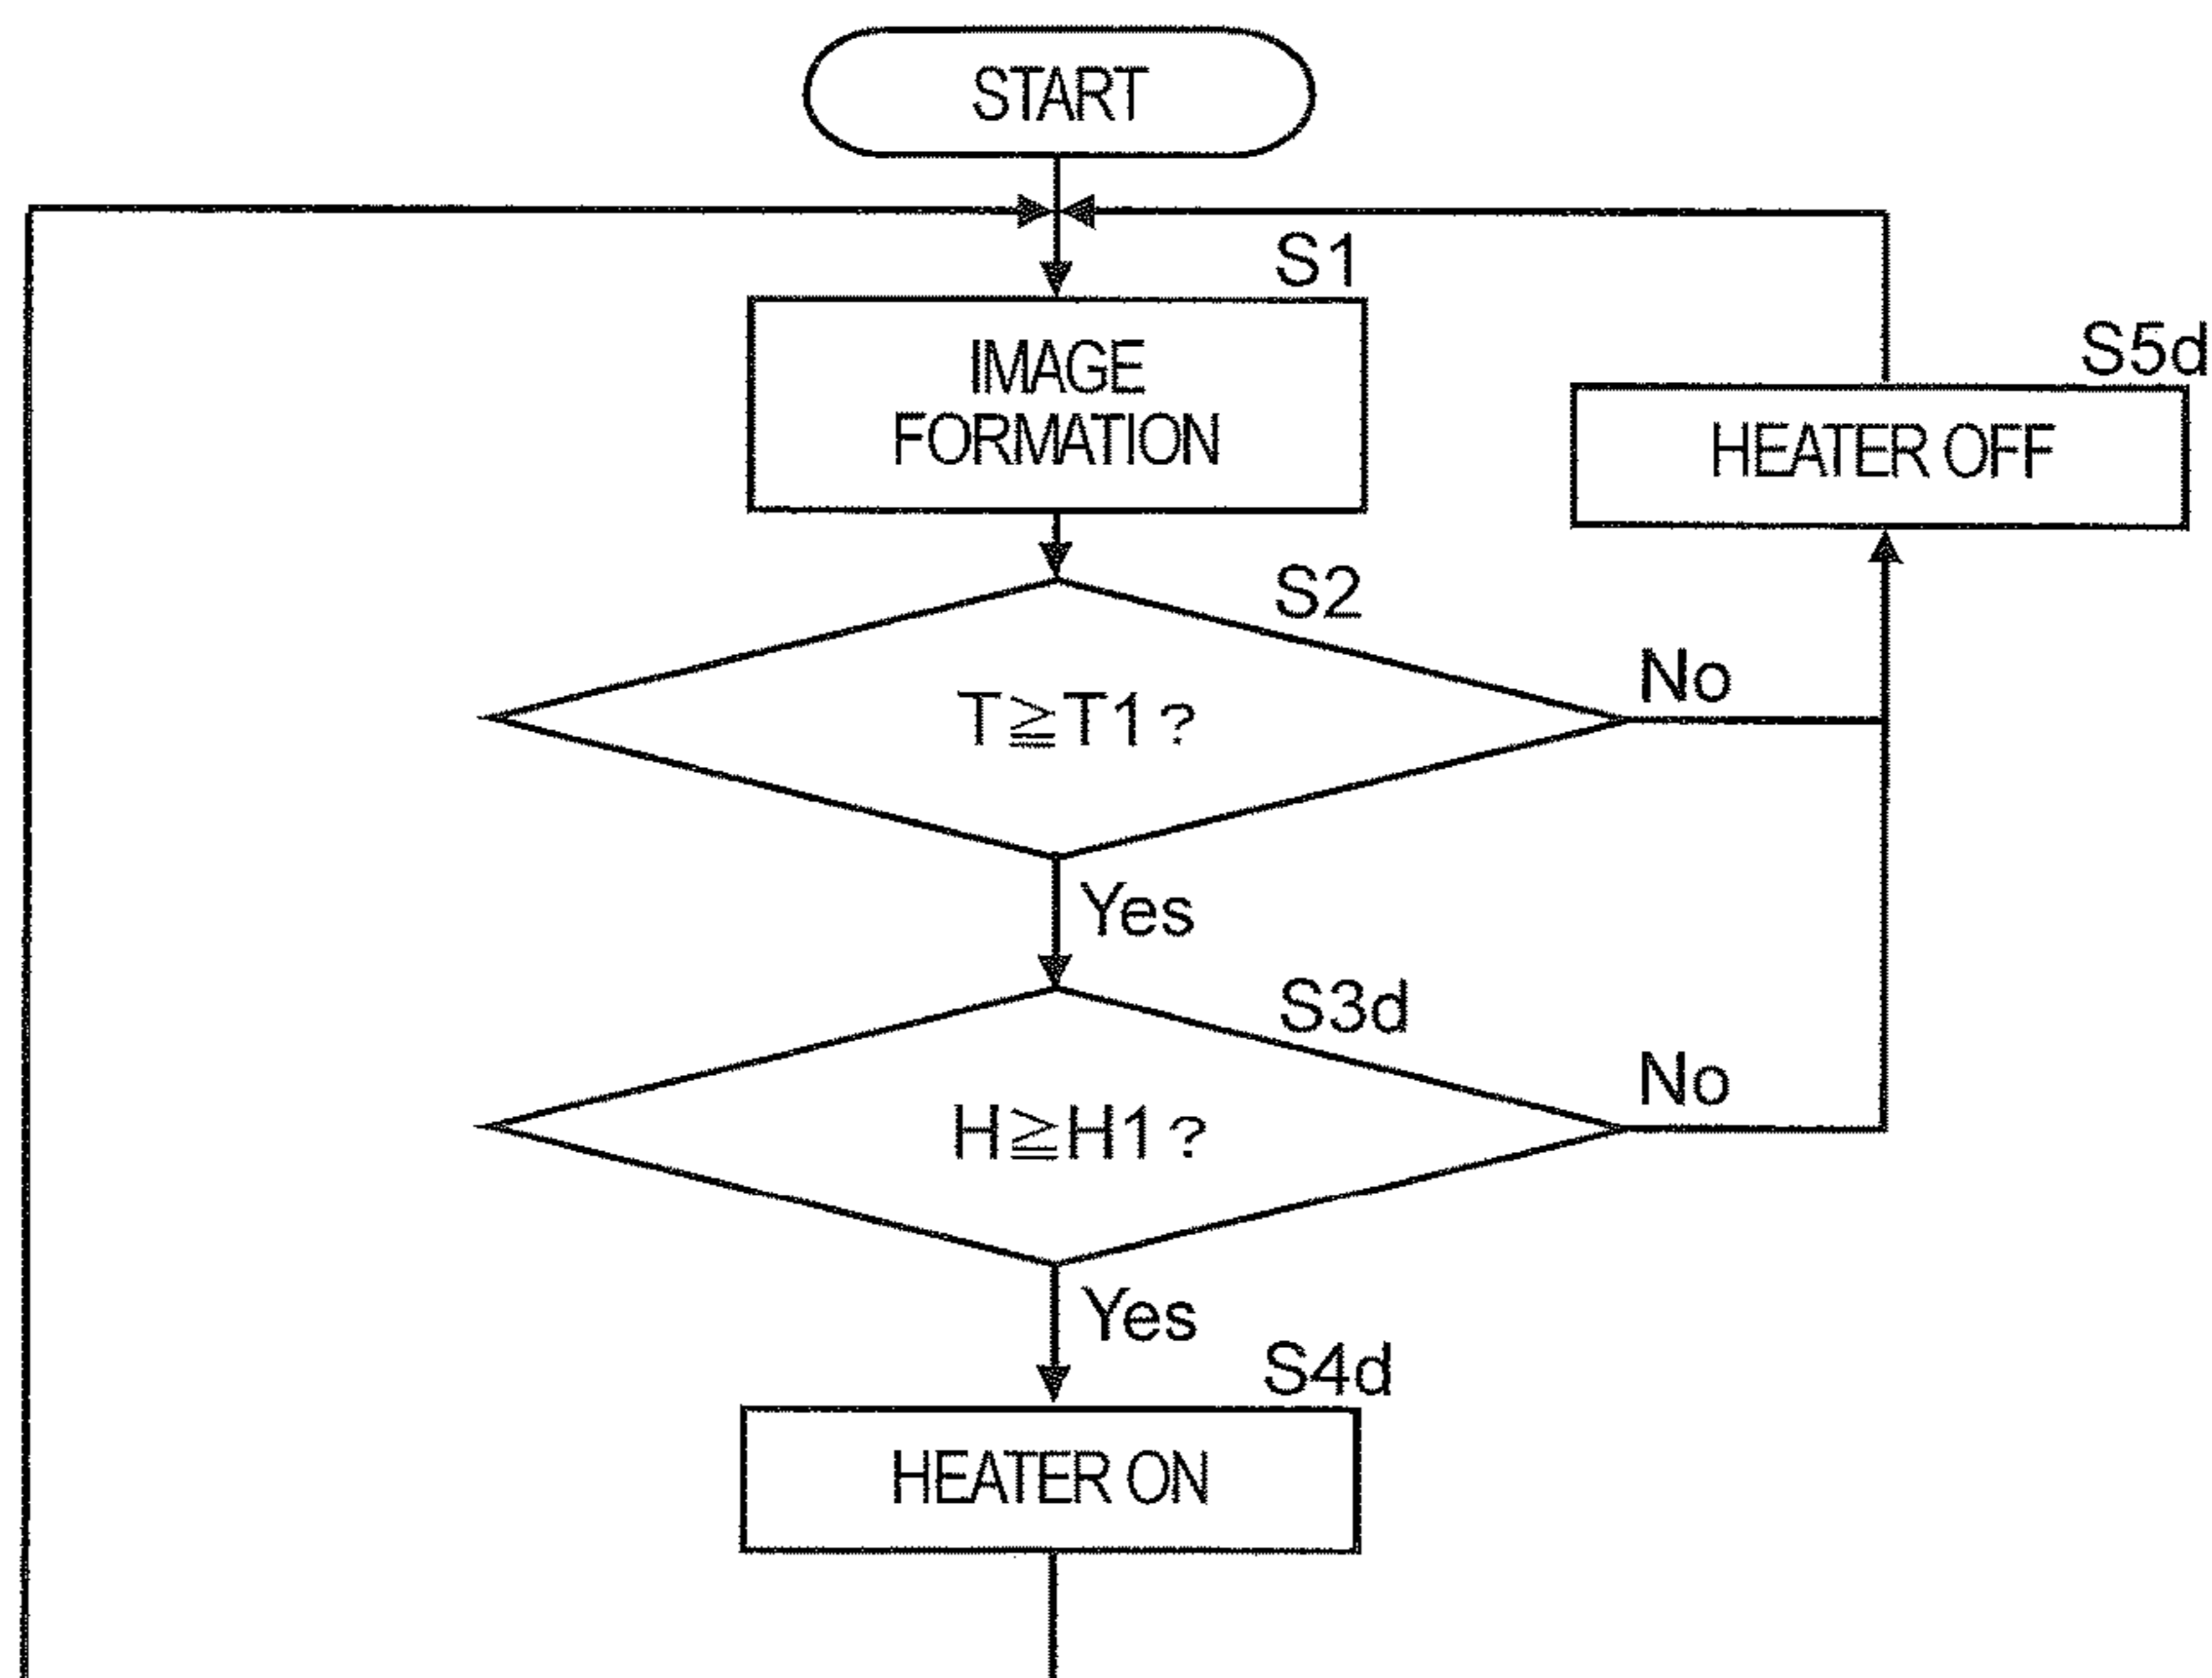 START
S1
IMAGE
FORMATION
S5d
HEATER OFF
S2
T≧T1?
No
Yes
S3d
H≧H1?
No
Yes
S4d
HEATER ON